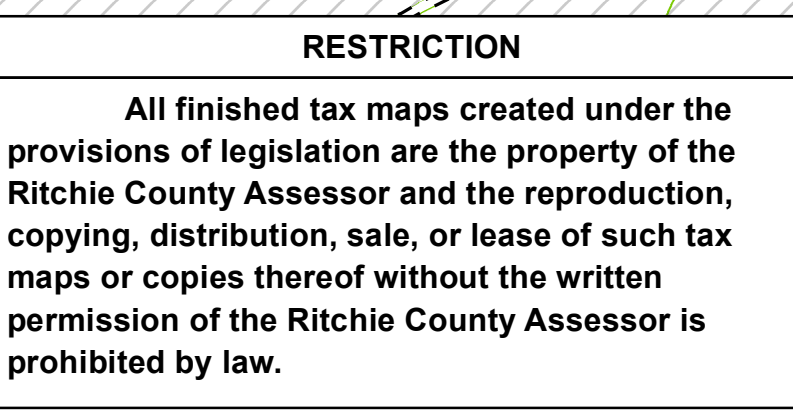 RESTRICTION
All finished tax maps created under the
provisions of legislation are the property of the
Ritchie County Assessor and the reproduction,
copying, distribution, sale, or lease of such tax
maps or copies thereof without the written
permission of the Ritchie County Assessor is
prohibited by law.